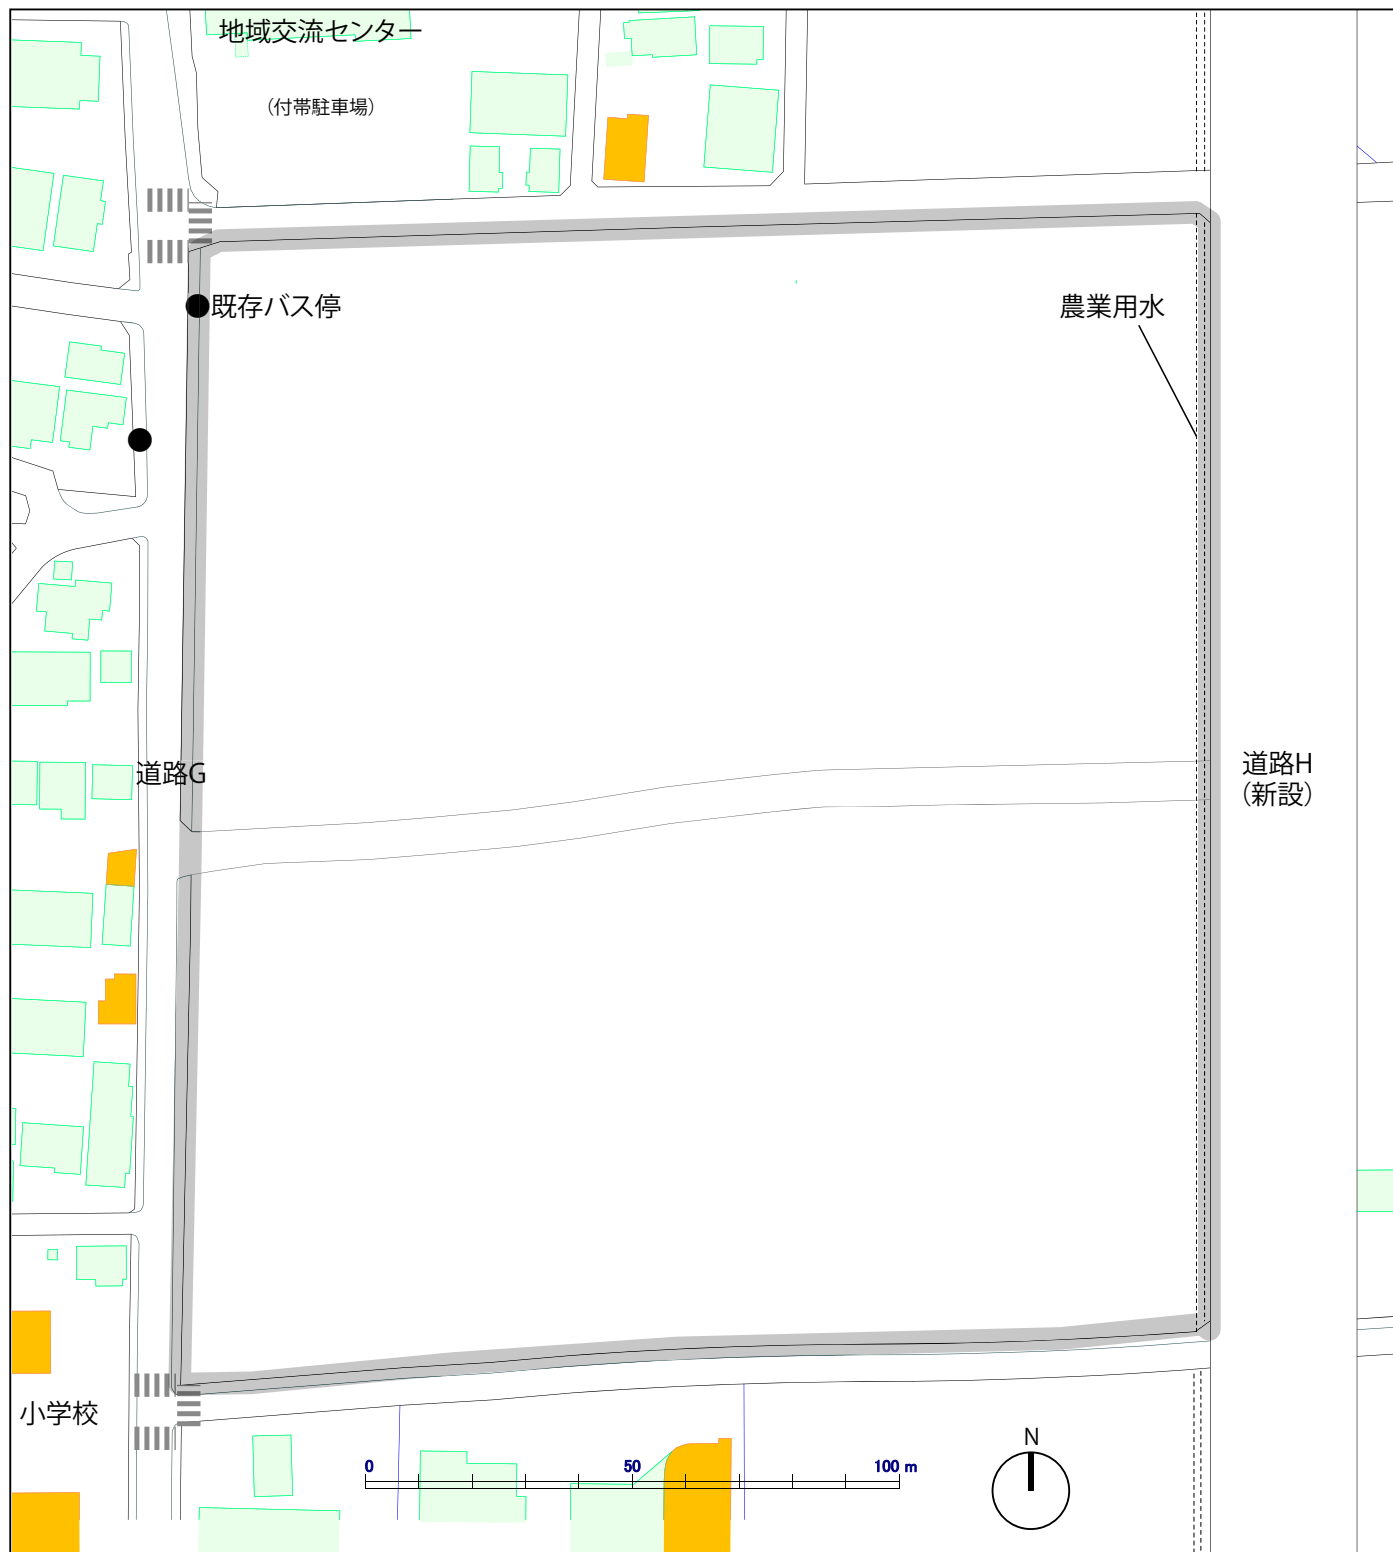 地域交流センター
（付帯駐車場）
既存バス停
農業用水
道路G
道路H
（新設）
小学校
0 50 100 m
N